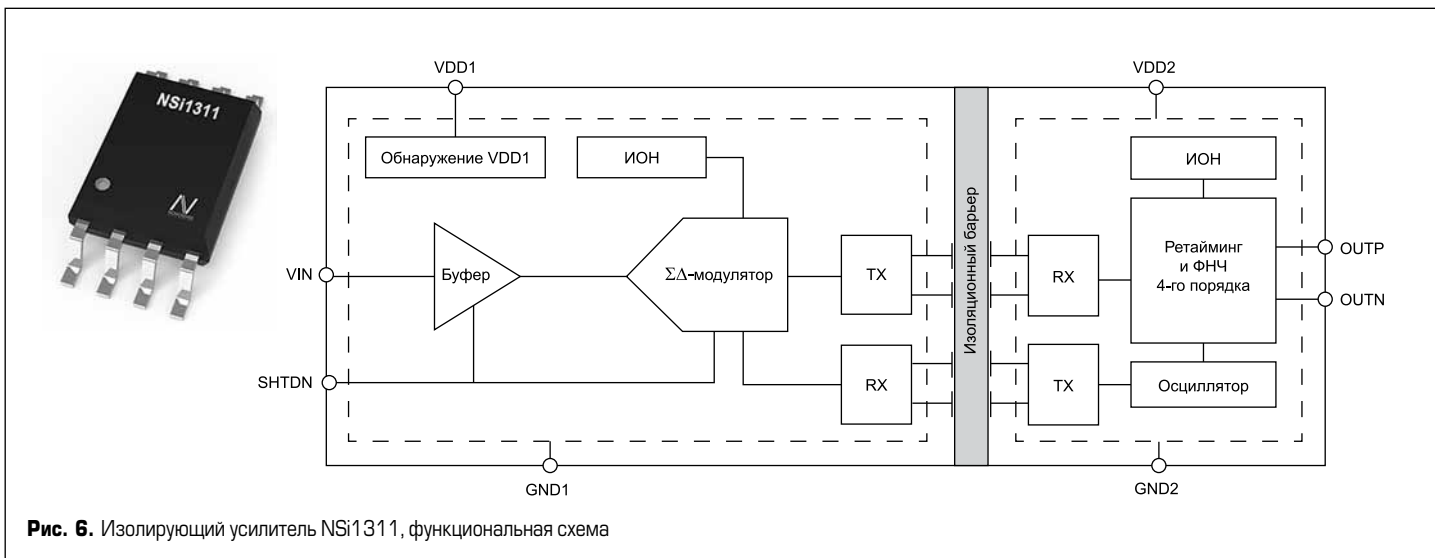 NSi1311
VDD1
VDD2
Обнаружение VDD1
ИОН
ИОН
VIN
Буфер
ΣΔ-модулятор
TX
Изоляционный барьер
RX
Ретайминг
и ФНЧ
4-го порядка
OUTP
OUTN
SHTDN
RX
TX
Осциллятор
GND1
GND2
Рис. 6. Изолирующий усилитель NSi1311, функциональная схема